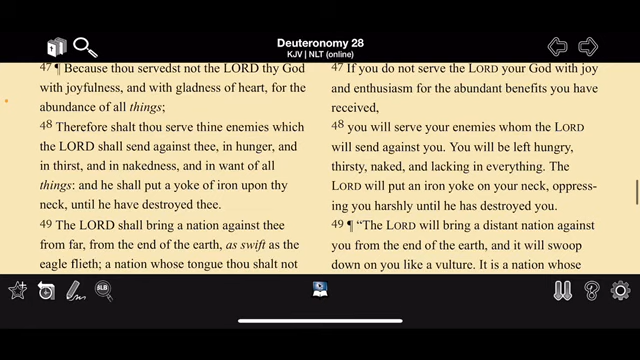 Deuteronomy 28
KJV | NLT (online)
47 ¶ Because thou servedst not the LORD thy God
with joyfulness, and with gladness of heart, for the
abundance of all things;
48 Therefore shalt thou serve thine enemies which
the LORD shall send against thee, in hunger, and
in thirst, and in nakedness, and in want of all
things: and he shall put a yoke of iron upon thy
neck, until he have destroyed thee.
49 The LORD shall bring a nation against thee
from far, from the end of the earth, as swift as the
eagle flieth; a nation whose tongue thou shalt not
47 If you do not serve the LORD your God with joy
and enthusiasm for the abundant benefits you have
received,
48 you will serve your enemies whom the LORD
will send against you. You will be left hungry,
thirsty, naked, and lacking in everything. The
LORD will put an iron yoke on your neck, oppress-
ing you harshly until he has destroyed you.
49 ¶ “The LORD will bring a distant nation against
you from the end of the earth, and it will swoop
down on you like a vulture. It is a nation whose
SLB